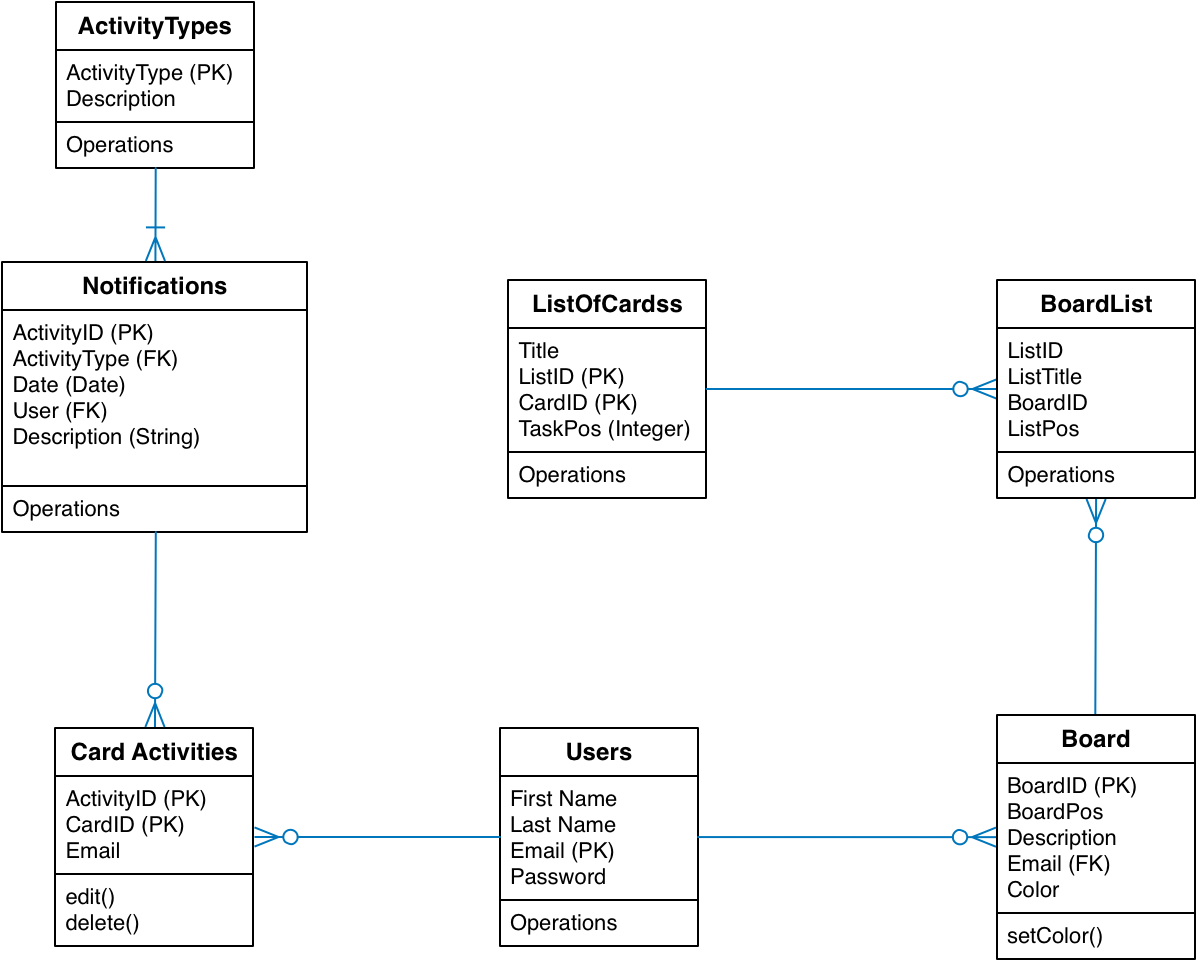 ActivityTypes
ActivityType (PK)
Description
Operations
Notifications
ActivityID (PK)
ActivityType (FK)
Date (Date)
User (FK)
Description (String)
Operations
ListOfCardss
Title
ListID (PK)
CardID (PK)
TaskPos (Integer)
Operations
BoardList
ListID
ListTitle
BoardID
ListPos
Operations
Card Activities
ActivityID (PK)
CardID (PK)
Email
edit()
delete()
Users
First Name
Last Name
Email (PK)
Password
Operations
Board
BoardID (PK)
BoardPos
Description
Email (FK)
Color
setColor()